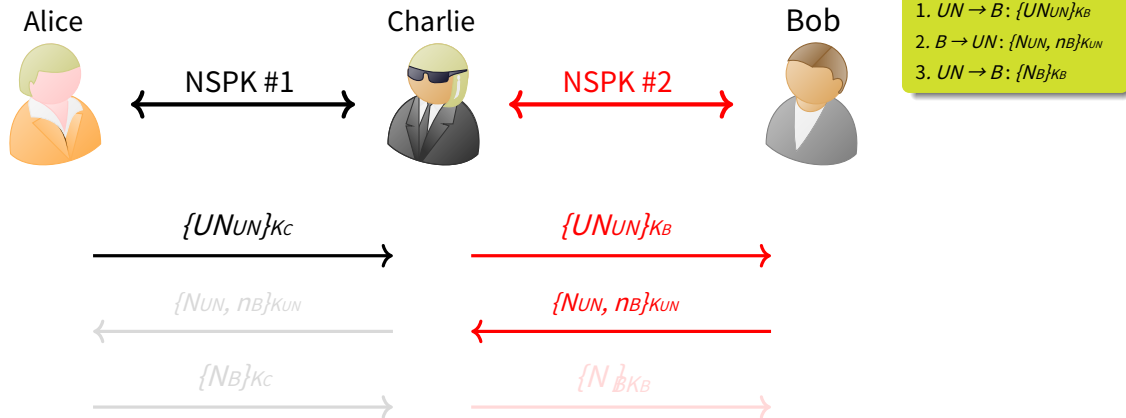 1. UN → B: {UNUN}KB
Alice Charlie Bob
2. B → UN: {NUN, nB}KUN
3. UN → B: {NB}KB
NSPK #1 NSPK #2
{UNUN}KC {UNUN}KB
{NUN, nB}KUN {NUN, nB}KUN
{NB}KC {N B}KB